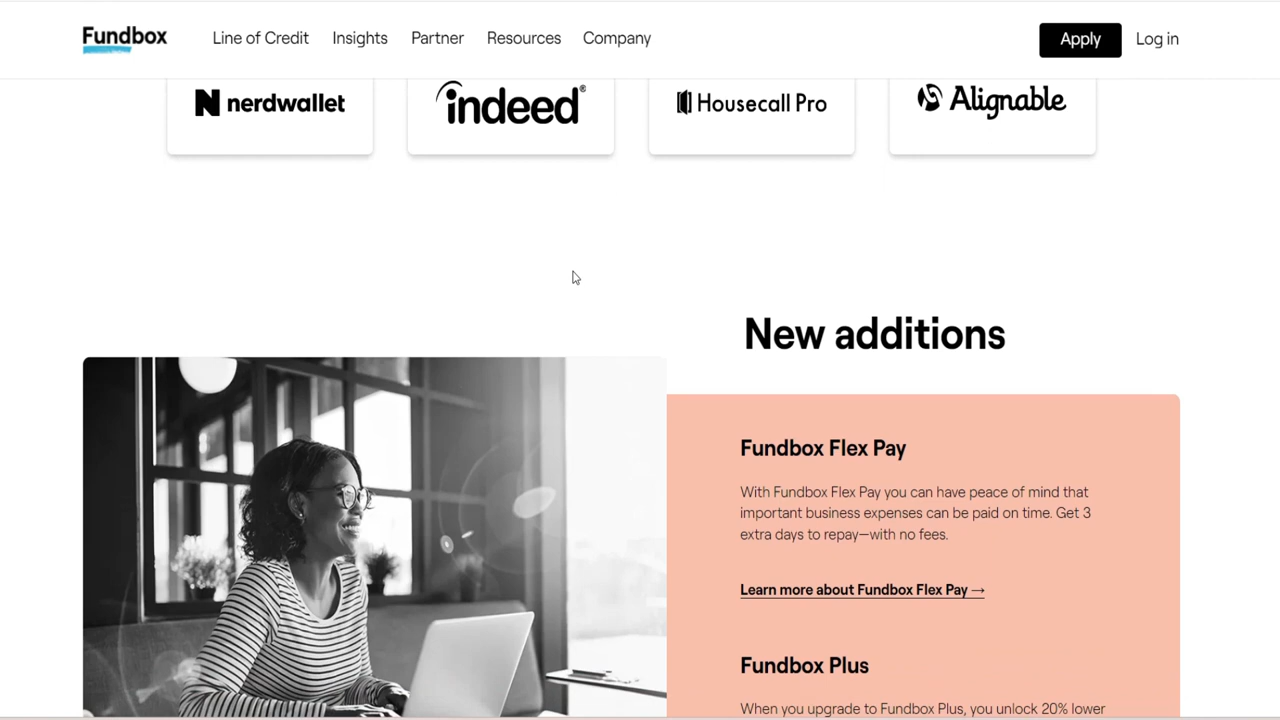 Fundbox
Line of Credit Insights Partner Resources Company
Apply Log in
nerdwallet
indeed®
Housecall Pro
Alignable
New additions
Fundbox Flex Pay
With Fundbox Flex Pay you can have peace of mind that
important business expenses can be paid on time. Get 3
extra days to repay—with no fees.
Learn more about Fundbox Flex Pay →
Fundbox Plus
When you upgrade to Fundbox Plus, you unlock 20% lower